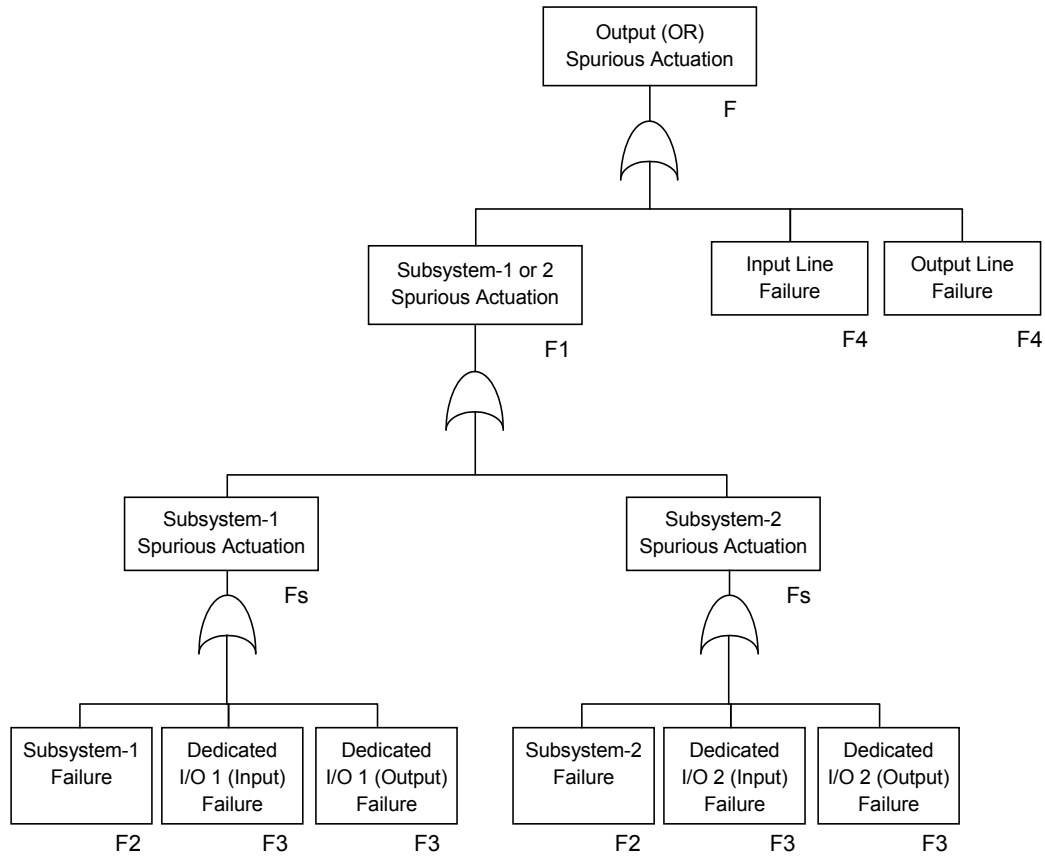 Output (OR)
Spurious Actuation
F
Subsystem-1 or 2
Spurious Actuation
F1
Input Line
Failure
F4
Output Line
Failure
F4
Subsystem-1
Spurious Actuation
Fs
Subsystem-2
Spurious Actuation
Fs
Subsystem-1
Failure
F2
Dedicated
I/O 1 (Input)
Failure
F3
Dedicated
I/O 1 (Output)
Failure
F3
Subsystem-2
Failure
F2
Dedicated
I/O 2 (Input)
Failure
F3
Dedicated
I/O 2 (Output)
Failure
F3